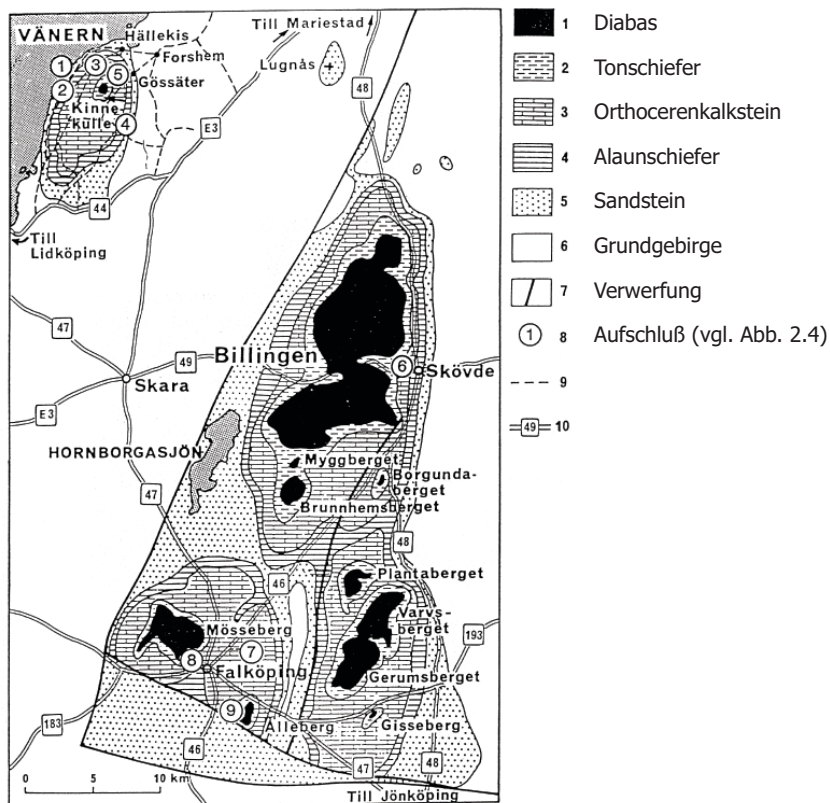 Till Mariestad
VÄNERN
Hällekis
Forshem
Gössäter
Lugnås
1
3
5
2
Kinne-
kulle
4
48
E3
44
Till
Lidköping
47
Billingen
49
6
Skövde
Skara
E3
HORNBORGASJÖN
Myggberget
Borgunda-
berget
Brunnhemsberget
47
48
46
Plantaberget
Varvs-
berget
193
Mösseberg
7
8
Falköping
Gerumsberget
9
Ålleberg
Gisseberg
183
46
47
48
0 5 10 km
Till Jönköping
1 Diabas
2 Tonschiefer
3 Orthocerenkalkstein
4 Alaunschiefer
5 Sandstein
6 Grundgebirge
7 Verwerfung
1 8 Aufschluß (vgl. Abb. 2.4)
9
49 10